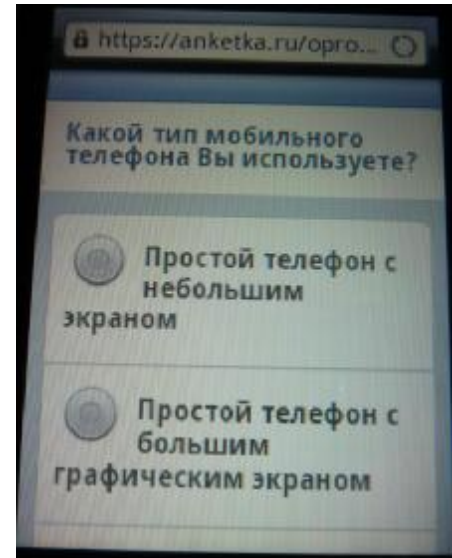 https://anketka.ru/opro...
Какой тип мобильного
телефона Вы используете?
Простой телефон с
небольшим
экраном
Простой телефон с
большим
графическим экраном